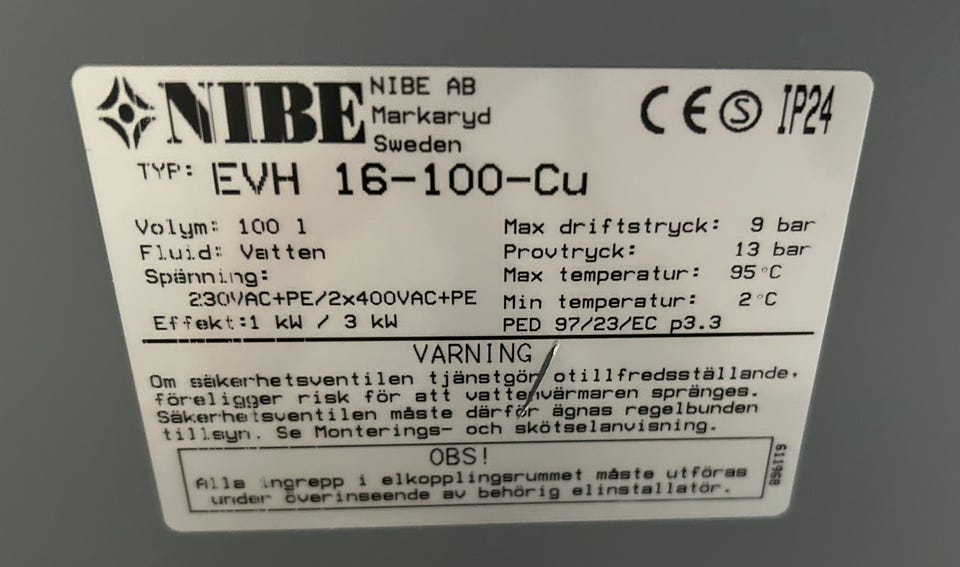 NIBE
NIBE AB
Markaryd
Sweden
CE S IP24
TYP: EVH 16-100-Cu
Volym: 100 l
Fluid: Vatten
Spänning:
230VAC+PE/2x400VAC+PE
Effekt:1 kW / 3 kW
Max driftstryck: 9 bar
Provtryck: 13 bar
Max temperatur: 95°C
Min temperatur: 2°C
PED 97/23/EC p3.3
VARNING
Om säkerhetsventilen tjänstgör otillfredsställande,
föreligger risk för att vattenvärmaren spränges.
Säkerhetsventilen måste därför ägnas regelbunden
tillsyn. Se Monterings- och skötselanvisning.
OBS!
Alla ingrepp i elkopplingsrummet måste utföras
under överinseende av behörig elinstallatör.
611968